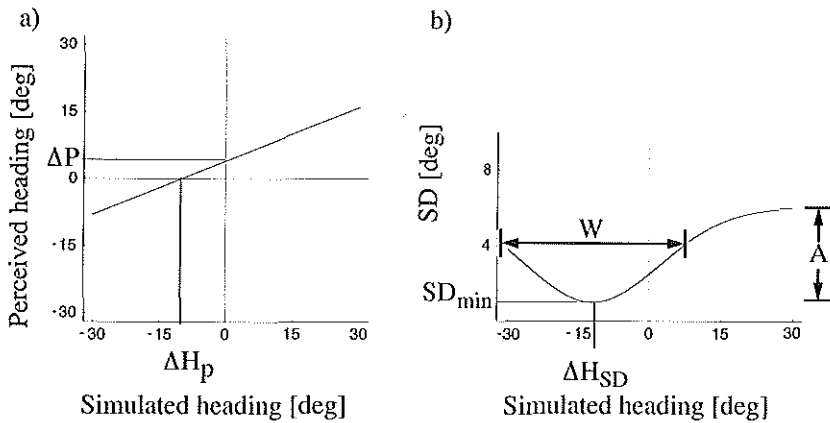 a)
30
15
ΔP
0
-15
-30
Perceived heading [deg]
-30 -15 0 15 30
ΔHp
Simulated heading [deg]
b)
SD [deg]
8
4
W
A
SDmin
-30 -15 0 15 30
ΔHSD
Simulated heading [deg]